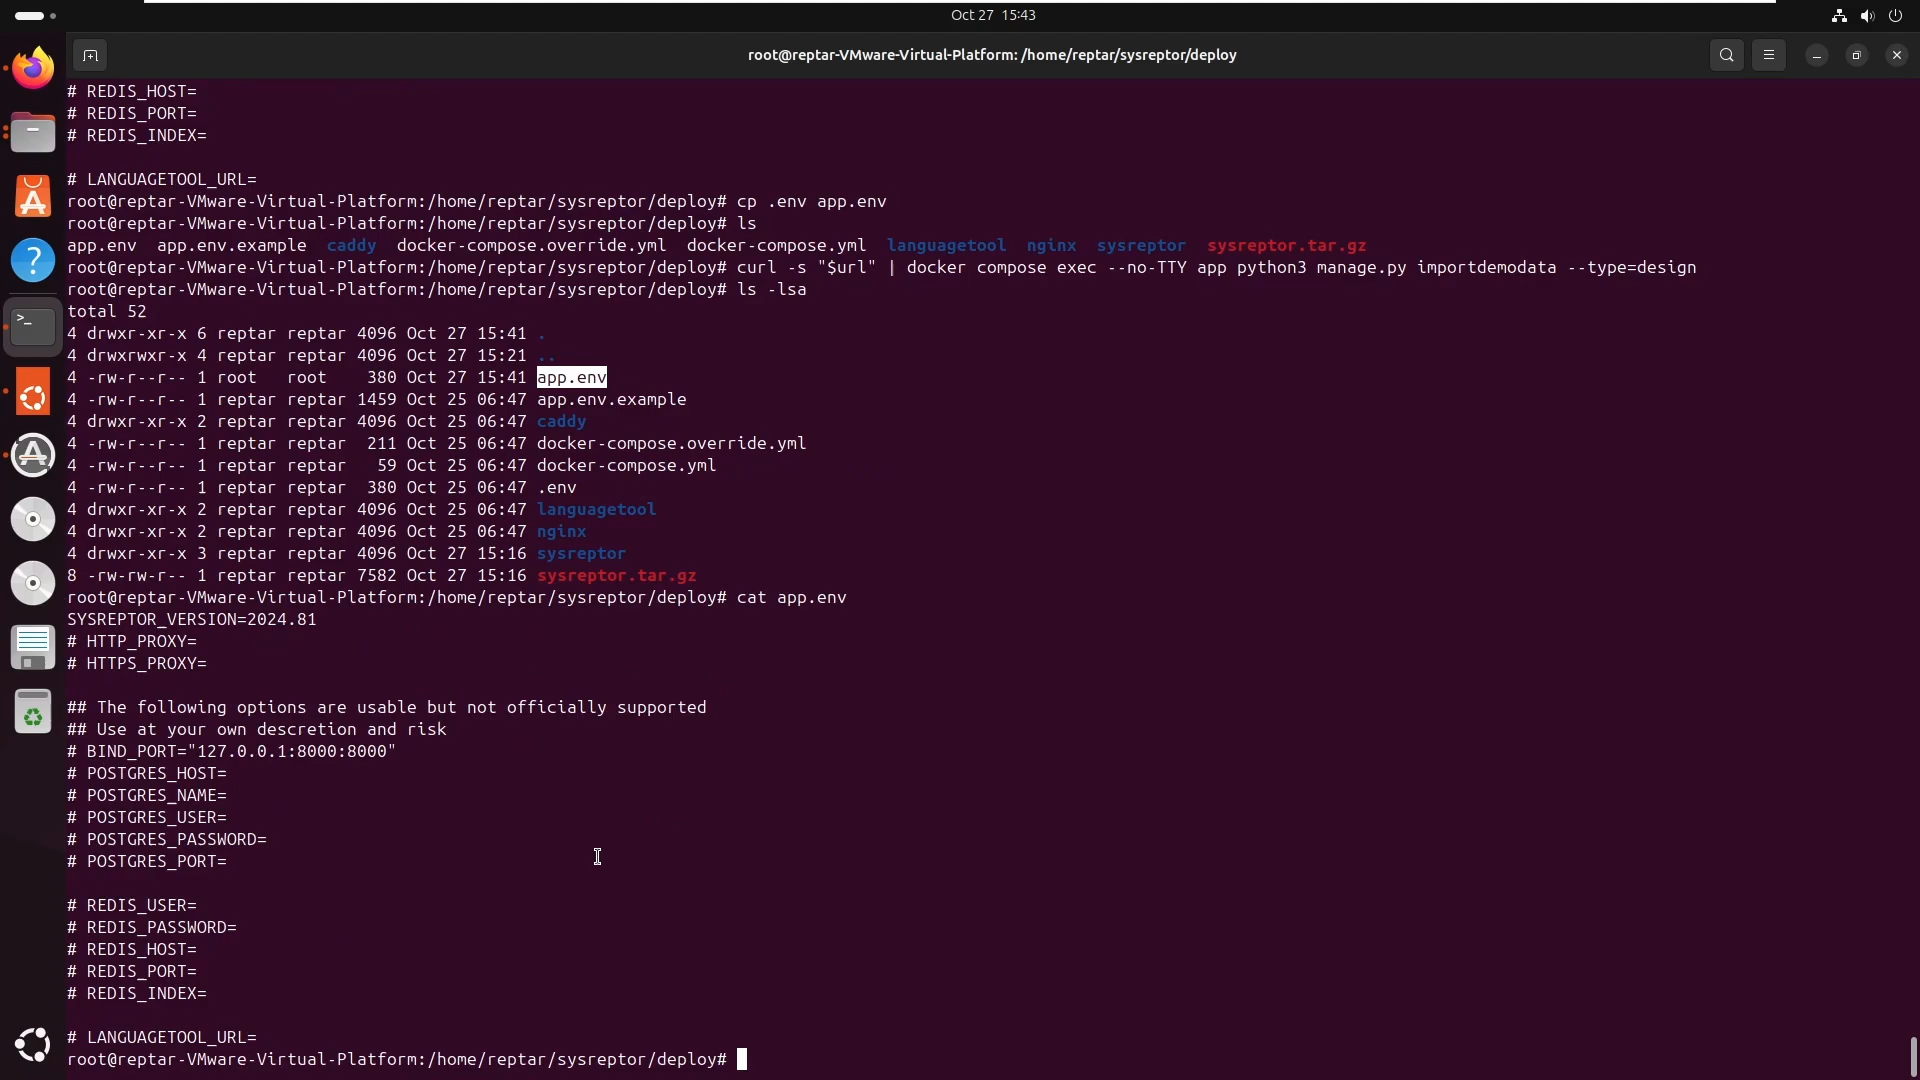 Oct 27 15:43
root@reptar-VMware-Virtual-Platform: /home/reptar/sysreptor/deploy
# REDIS_HOST=
# REDIS_PORT=
# REDIS_INDEX=
# LANGUAGETOOL_URL=
root@reptar-VMware-Virtual-Platform:/home/reptar/sysreptor/deploy# cp .env app.env
root@reptar-VMware-Virtual-Platform:/home/reptar/sysreptor/deploy# ls
app.env  app.env.example  caddy  docker-compose.override.yml  docker-compose.yml  languagetool  nginx  sysreptor  sysreptor.tar.gz
root@reptar-VMware-Virtual-Platform:/home/reptar/sysreptor/deploy# curl -s "$url" | docker compose exec --no-TTY app python3 manage.py importdemodata --type=design
root@reptar-VMware-Virtual-Platform:/home/reptar/sysreptor/deploy# ls -lsa
total 52
4 drwxr-xr-x 6 reptar reptar 4096 Oct 27 15:41 .
4 drwxrwxr-x 4 reptar reptar 4096 Oct 27 15:21 ..
4 -rw-r--r-- 1 root   root    380 Oct 27 15:41 app.env
4 -rw-r--r-- 1 reptar reptar 1459 Oct 25 06:47 app.env.example
4 drwxr-xr-x 2 reptar reptar 4096 Oct 25 06:47 caddy
4 -rw-r--r-- 1 reptar reptar  211 Oct 25 06:47 docker-compose.override.yml
4 -rw-r--r-- 1 reptar reptar   59 Oct 25 06:47 docker-compose.yml
4 -rw-r--r-- 1 reptar reptar  380 Oct 25 06:47 .env
4 drwxr-xr-x 2 reptar reptar 4096 Oct 25 06:47 languagetool
4 drwxr-xr-x 2 reptar reptar 4096 Oct 25 06:47 nginx
4 drwxr-xr-x 3 reptar reptar 4096 Oct 27 15:16 sysreptor
8 -rw-rw-r-- 1 reptar reptar 7582 Oct 27 15:16 sysreptor.tar.gz
root@reptar-VMware-Virtual-Platform:/home/reptar/sysreptor/deploy# cat app.env
SYSREPTOR_VERSION=2024.81
# HTTP_PROXY=
# HTTPS_PROXY=
## The following options are usable but not officially supported
## Use at your own descretion and risk
# BIND_PORT="127.0.0.1:8000:8000"
# POSTGRES_HOST=
# POSTGRES_NAME=
# POSTGRES_USER=
# POSTGRES_PASSWORD=
# POSTGRES_PORT=
# REDIS_USER=
# REDIS_PASSWORD=
# REDIS_HOST=
# REDIS_PORT=
# REDIS_INDEX=
# LANGUAGETOOL_URL=
root@reptar-VMware-Virtual-Platform:/home/reptar/sysreptor/deploy#